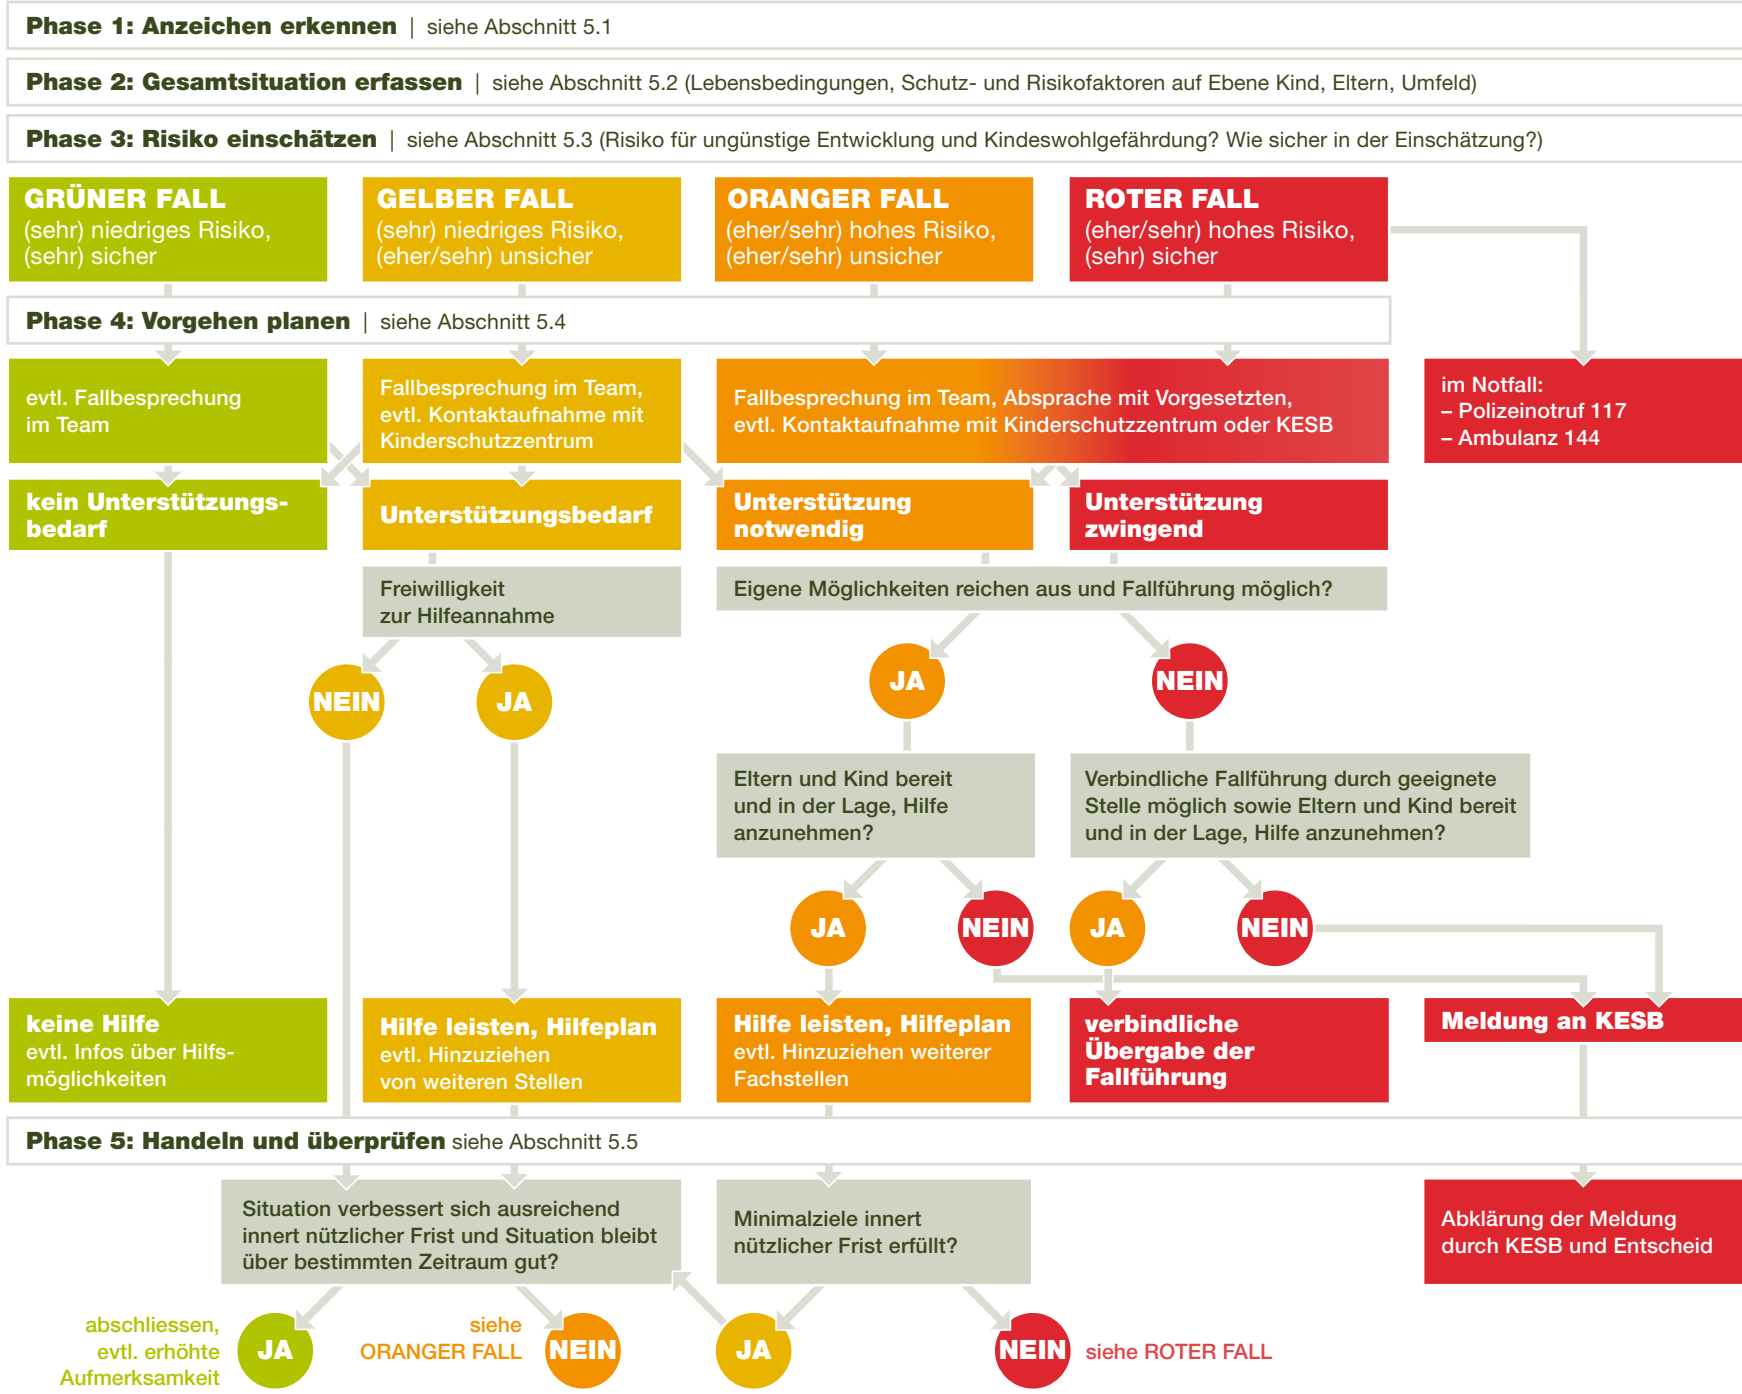 Phase 1: Anzeichen erkennen | siehe Abschnitt 5.1
Phase 2: Gesamtsituation erfassen | siehe Abschnitt 5.2 (Lebensbedingungen, Schutz- und Risikofaktoren auf Ebene Kind, Eltern, Umfeld)
Phase 3: Risiko einschätzen | siehe Abschnitt 5.3 (Risiko für ungünstige Entwicklung und Kindeswohlgefährdung? Wie sicher in der Einschätzung?)
GRÜNER FALL
(sehr) niedriges Risiko,
(sehr) sicher
GELBER FALL
(sehr) niedriges Risiko,
(eher/sehr) unsicher
ORANGER FALL
(eher/sehr) hohes Risiko,
(eher/sehr) unsicher
ROTER FALL
(eher/sehr) hohes Risiko,
(sehr) sicher
Phase 4: Vorgehen planen | siehe Abschnitt 5.4
evtl. Fallbesprechung
im Team
Fallbesprechung im Team,
evtl. Kontaktaufnahme mit
Kinderschutzzentrum
Fallbesprechung im Team, Absprache mit Vorgesetzten,
evtl. Kontaktaufnahme mit Kinderschutzzentrum oder KESB
im Notfall:
– Polizeinotruf 117
– Ambulanz 144
kein Unterstützungs-
bedarf
Unterstützungsbedarf
Unterstützung
notwendig
Unterstützung
zwingend
Freiwilligkeit
zur Hilfeannahme
Eigene Möglichkeiten reichen aus und Fallführung möglich?
NEIN
JA
JA
NEIN
Eltern und Kind bereit
und in der Lage, Hilfe
anzunehmen?
Verbindliche Fallführung durch geeignete
Stelle möglich sowie Eltern und Kind bereit
und in der Lage, Hilfe anzunehmen?
JA
NEIN
JA
NEIN
keine Hilfe
evtl. Infos über Hilfs-
möglichkeiten
Hilfe leisten, Hilfeplan
evtl. Hinzuziehen
von weiteren Stellen
Hilfe leisten, Hilfeplan
evtl. Hinzuziehen weiterer
Fachstellen
verbindliche
Übergabe der
Fallführung
Meldung an KESB
Phase 5: Handeln und überprüfen siehe Abschnitt 5.5
Situation verbessert sich ausreichend
innert nützlicher Frist und Situation bleibt
über bestimmten Zeitraum gut?
Minimalziele innert
nützlicher Frist erfüllt?
Abklärung der Meldung
durch KESB und Entscheid
abschliessen,
evtl. erhöhte
Aufmerksamkeit
JA
siehe
ORANGER FALL
NEIN
JA
NEIN
siehe ROTER FALL